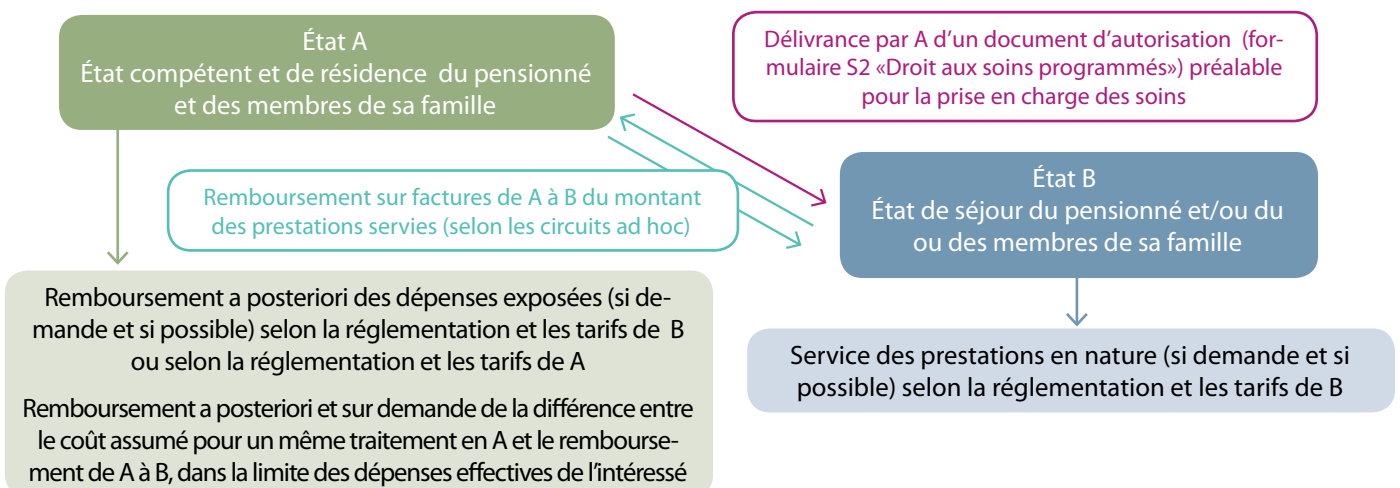 État A
État compétent et de résidence du pensionné
et des membres de sa famille
Délivrance par A d’un document d’autorisation (for-
mulaire S2 «Droit aux soins programmés») préalable
pour la prise en charge des soins
Remboursement sur factures de A à B du montant
des prestations servies (selon les circuits ad hoc)
État B
État de séjour du pensionné et/ou du
ou des membres de sa famille
Remboursement a posteriori des dépenses exposées (si de-
mande et si possible) selon la réglementation et les tarifs de B
ou selon la réglementation et les tarifs de A
Remboursement a posteriori et sur demande de la différence entre
le coût assumé pour un même traitement en A et le rembourse-
ment de A à B, dans la limite des dépenses effectives de l’intéressé
Service des prestations en nature (si demande et si
possible) selon la réglementation et les tarifs de B